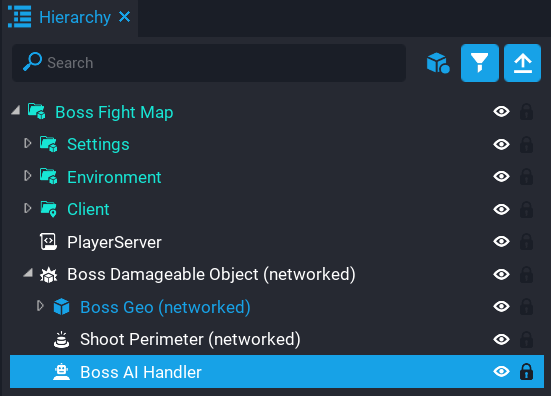 Hierarchy
Search
Boss Fight Map
Settings
Environment
Client
PlayerServer
Boss Damageable Object (networked)
Boss Geo (networked)
Shoot Perimeter (networked)
Boss AI Handler